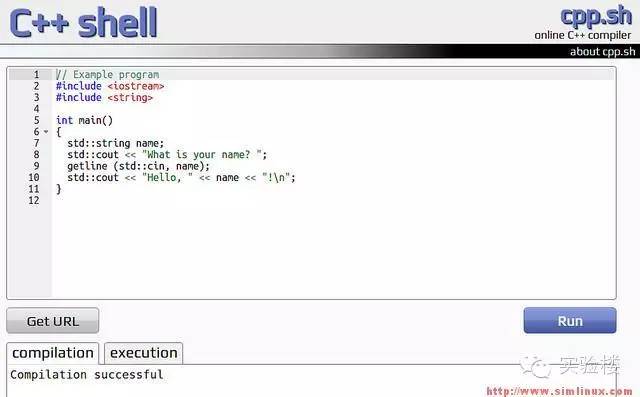 C++ shell
cpp.sh
online C++ compiler
about cpp.sh
1 // Example program
2 #include <iostream>
3 #include <string>
4
5 int main()
6 {
7 std::string name;
8 std::cout << "What is your name? ";
9 getline (std::cin, name);
10 std::cout << "Hello, " << name << "!\n";
11 }
12
Get URL
Run
compilation
execution
Compilation successful
实验楼
http://www.simlinux.com